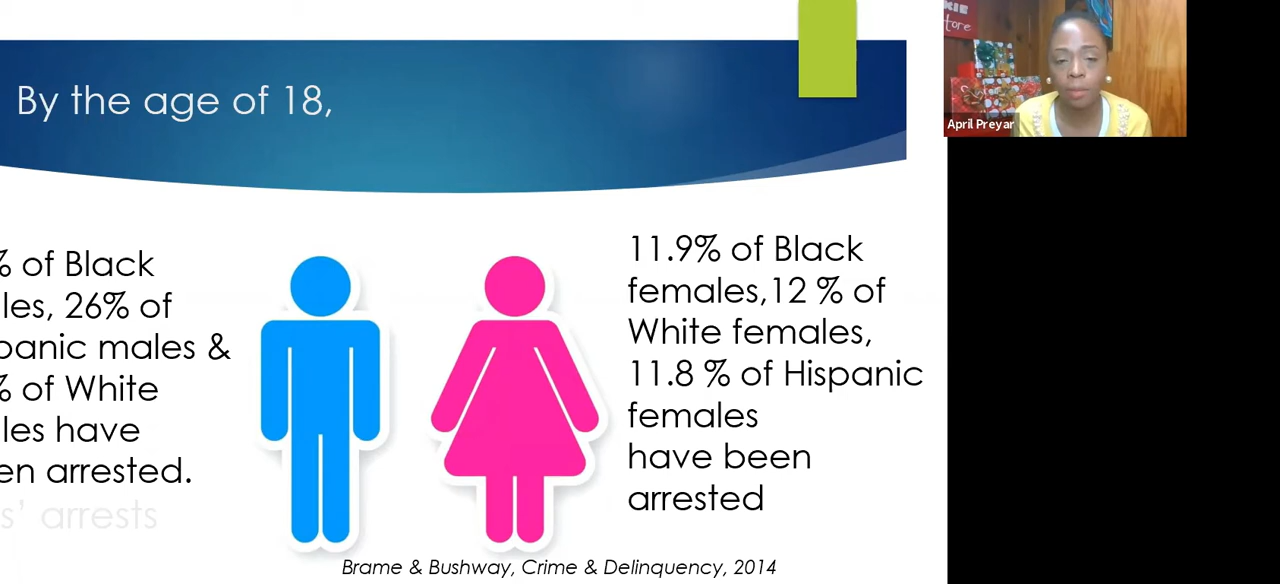 By the age of 18,
% of Black
les, 26% of
panic males &
% of White
les have
en arrested.
s' arrests
11.9% of Black
females,12 % of
White females,
11.8 % of Hispanic
females
have been
arrested
Brame & Bushway, Crime & Delinquency, 2014
KIE
tore
April Preyar